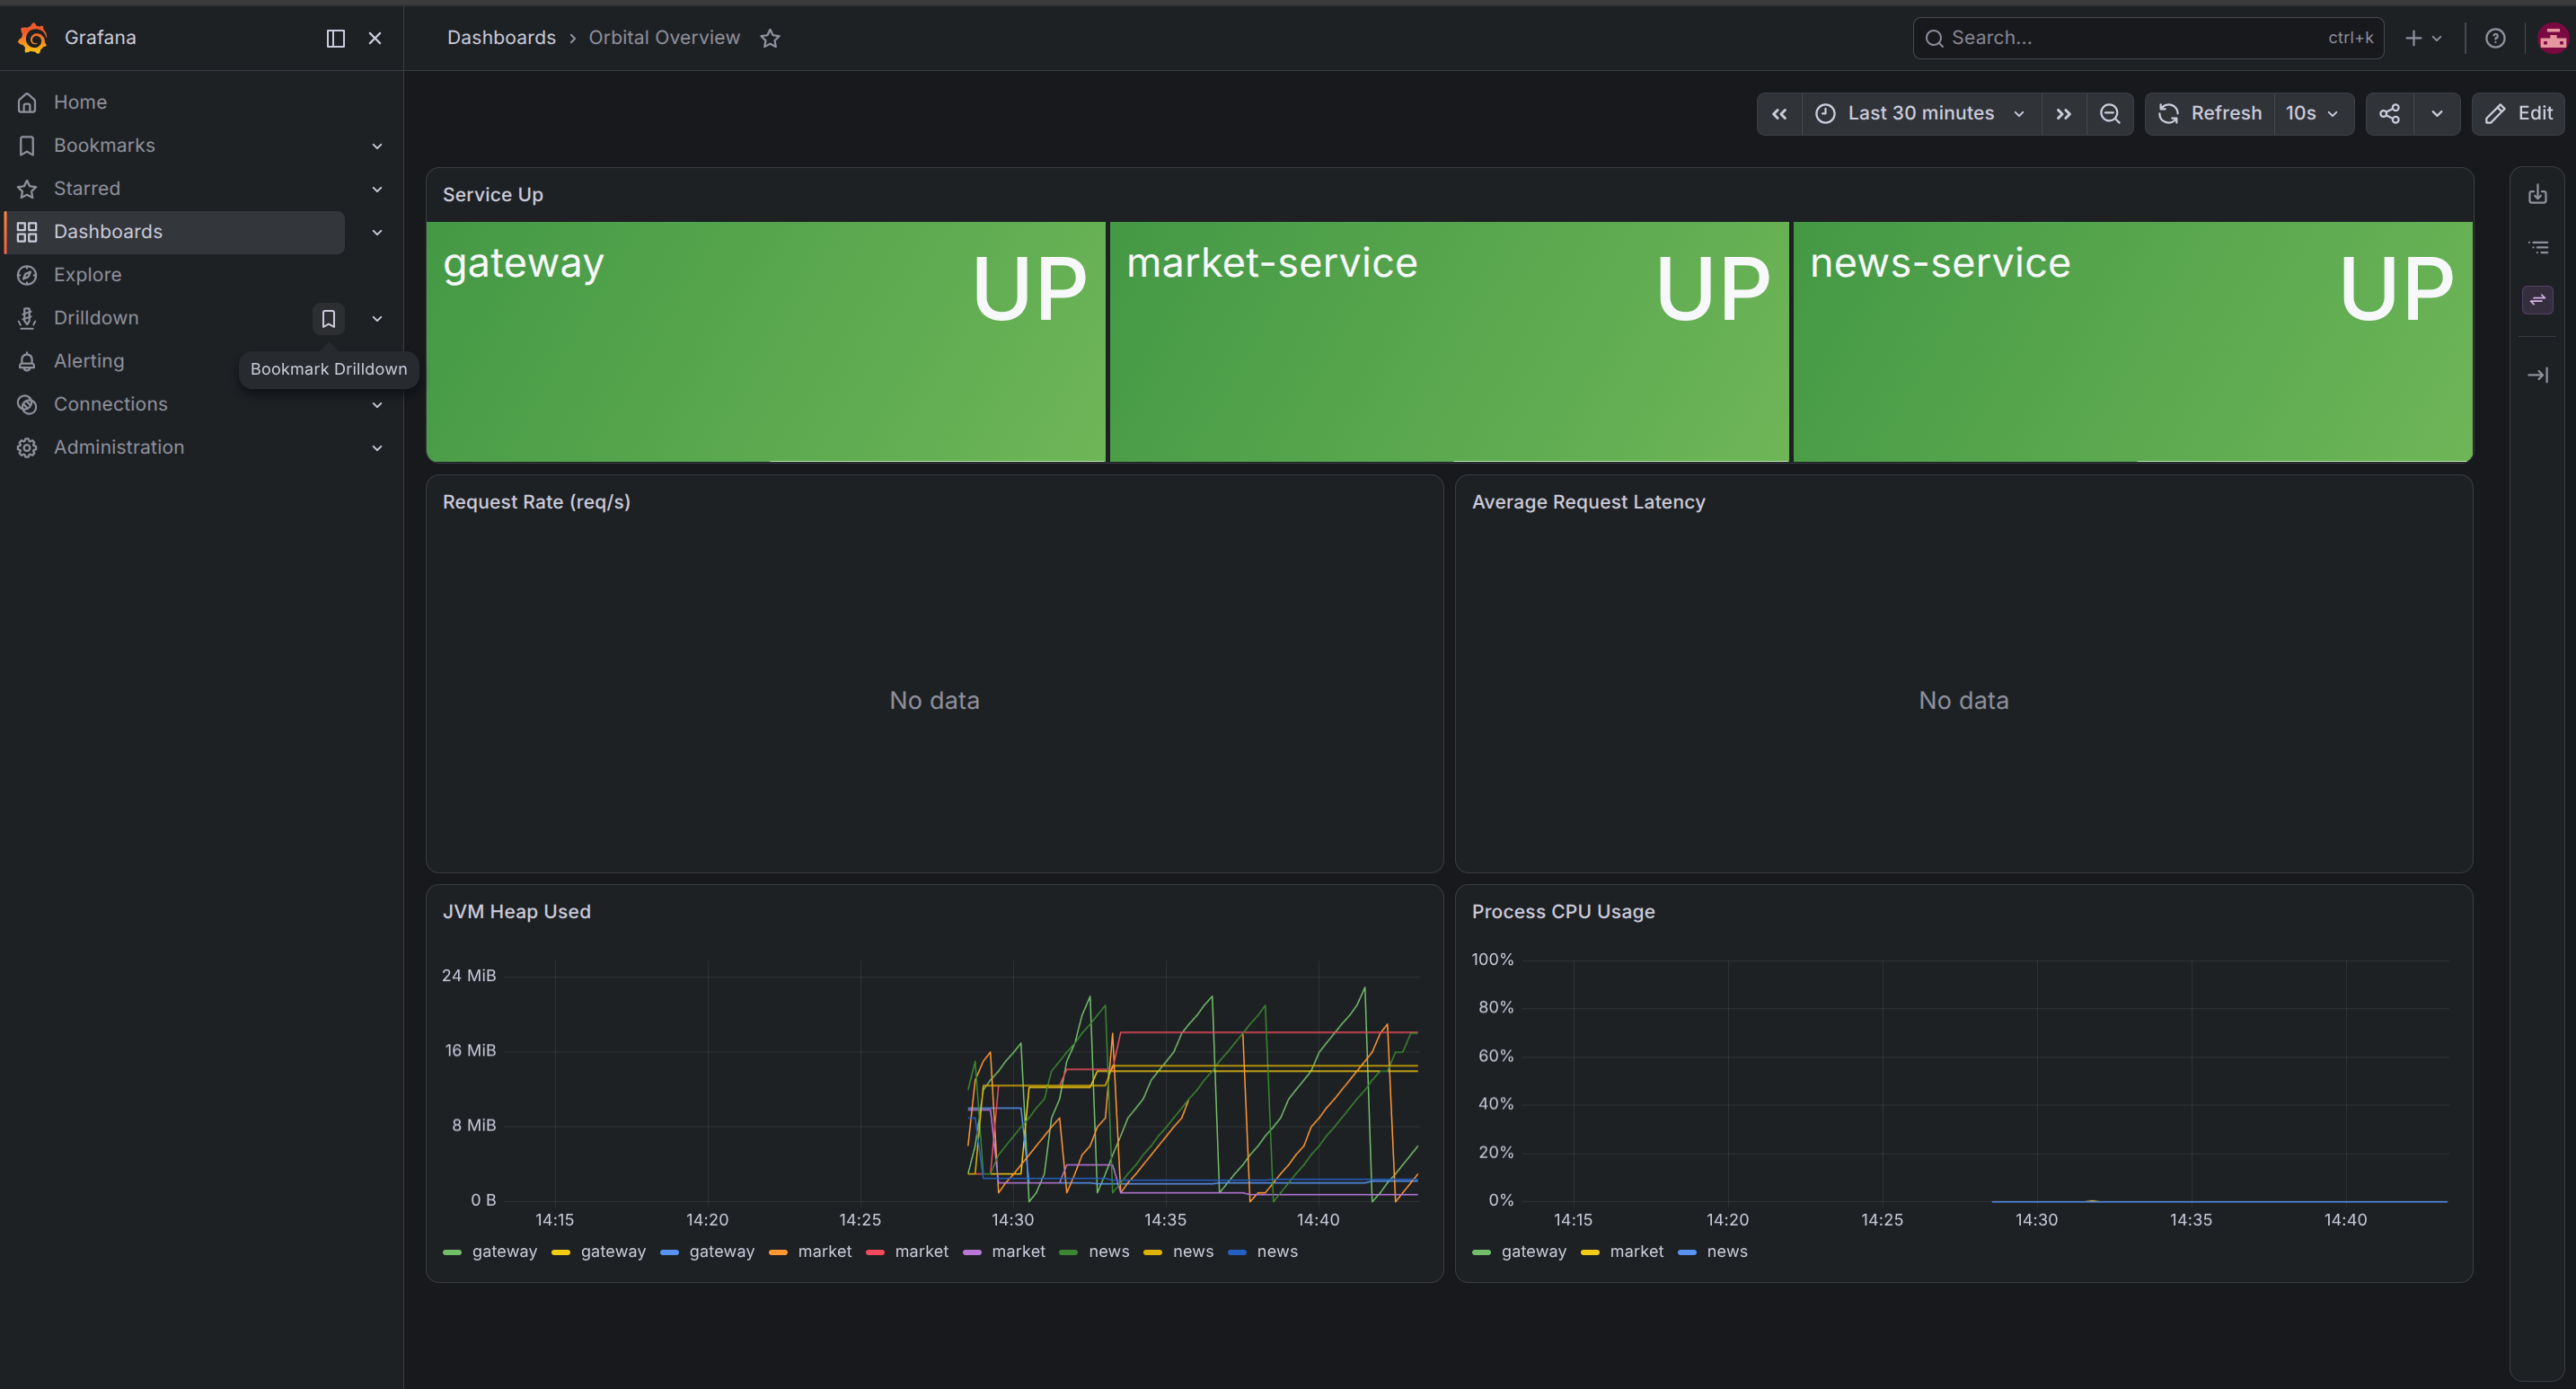 Grafana
Dashboards › Orbital Overview
Search...
ctrl+k
Home
Bookmarks
Starred
Dashboards
Explore
Drilldown
Bookmark Drilldown
Alerting
Connections
Administration
Last 30 minutes
Refresh
10s
Edit
Service Up
gateway
UP
market-service
UP
news-service
UP
Request Rate (req/s)
No data
Average Request Latency
No data
JVM Heap Used
24 MiB
16 MiB
8 MiB
0 B
14:15 14:20 14:25 14:30 14:35 14:40
gateway gateway gateway market market market news news news
Process CPU Usage
100%
80%
60%
40%
20%
0%
14:15 14:20 14:25 14:30 14:35 14:40
gateway market news